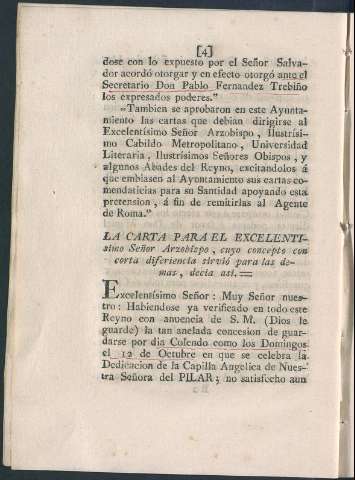 [4]
dose con lo expuesto por el Señor Salva-
dor acordó otorgar y en efecto otorgó ante el
Secretario Don Pablo Fernandez Trebiño
los expresados poderes."
„Tambien se aprobaron en este Ayunta-
miento las cartas que debian dirigirse al
Excelentísimo Señor Arzobispo, Ilustrísi-
mo Cabildo Metropolitano, Universidad
Literaria, Ilustrísimos Señores Obispos, y
algunos Abades del Reyno, excitandolos á
que embiasen al Ayuntamiento sus cartas co-
mendaticias para su Santidad apoyando esta
pretension, á fin de remitirlas al Agente
de Roma."
LA CARTA PARA EL EXCELENTI-
simo Señor Arzobispo, cuyo concepto con
corta diferiencia sirvió para las de-
mas, decia asi.=
Excelentísimo Señor: Muy Señor nues-
tro: Habiendose ya verificado en todo este
Reyno con anuencia de S. M. (Dios le
guarde) la tan anelada concesion de guar-
darse por dia Colendo como los Domingos
el 12 de Octubre en que se celebra la
Dedicacion de la Capilla Angelica de Nues-
tra Señora del PILAR; no satisfecho aun